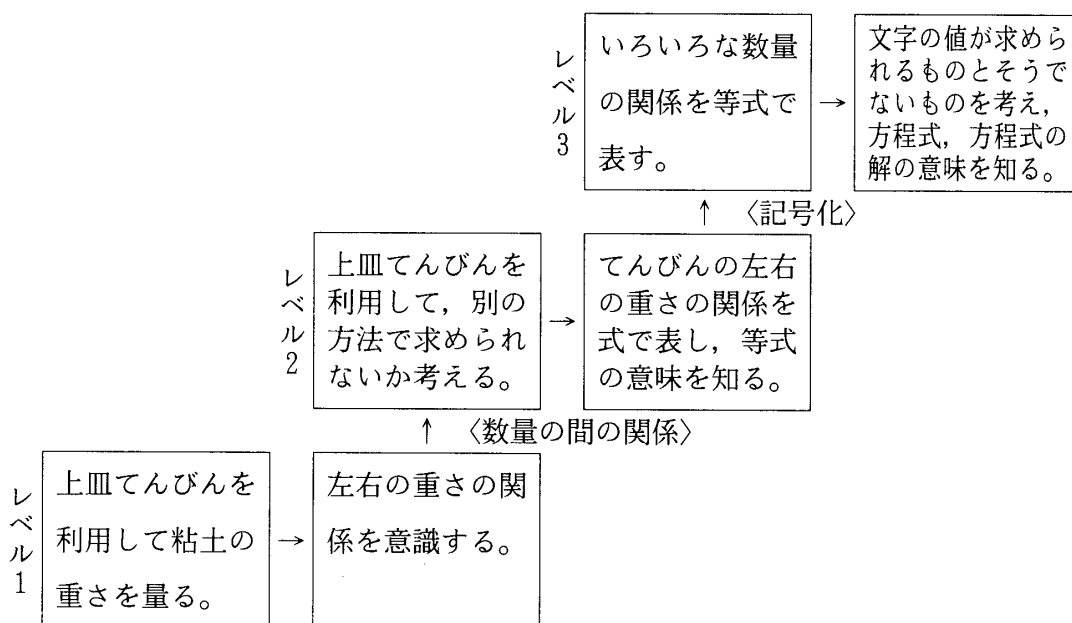 レベル3
いろいろな数量
の関係を等式で
表す。
→
文字の値が求めら
れるものとそうで
ないものを考え，
方程式，方程式の
解の意味を知る。
↑〈記号化〉
レベル2
上皿てんびんを
利用して，別の
方法で求められ
ないか考える。
→
てんびんの左右
の重さの関係を
式で表し，等式
の意味を知る。
↑〈数量の間の関係〉
レベル1
上皿てんびんを
利用して粘土の
重さを量る。
→
左右の重さの関
係を意識する。